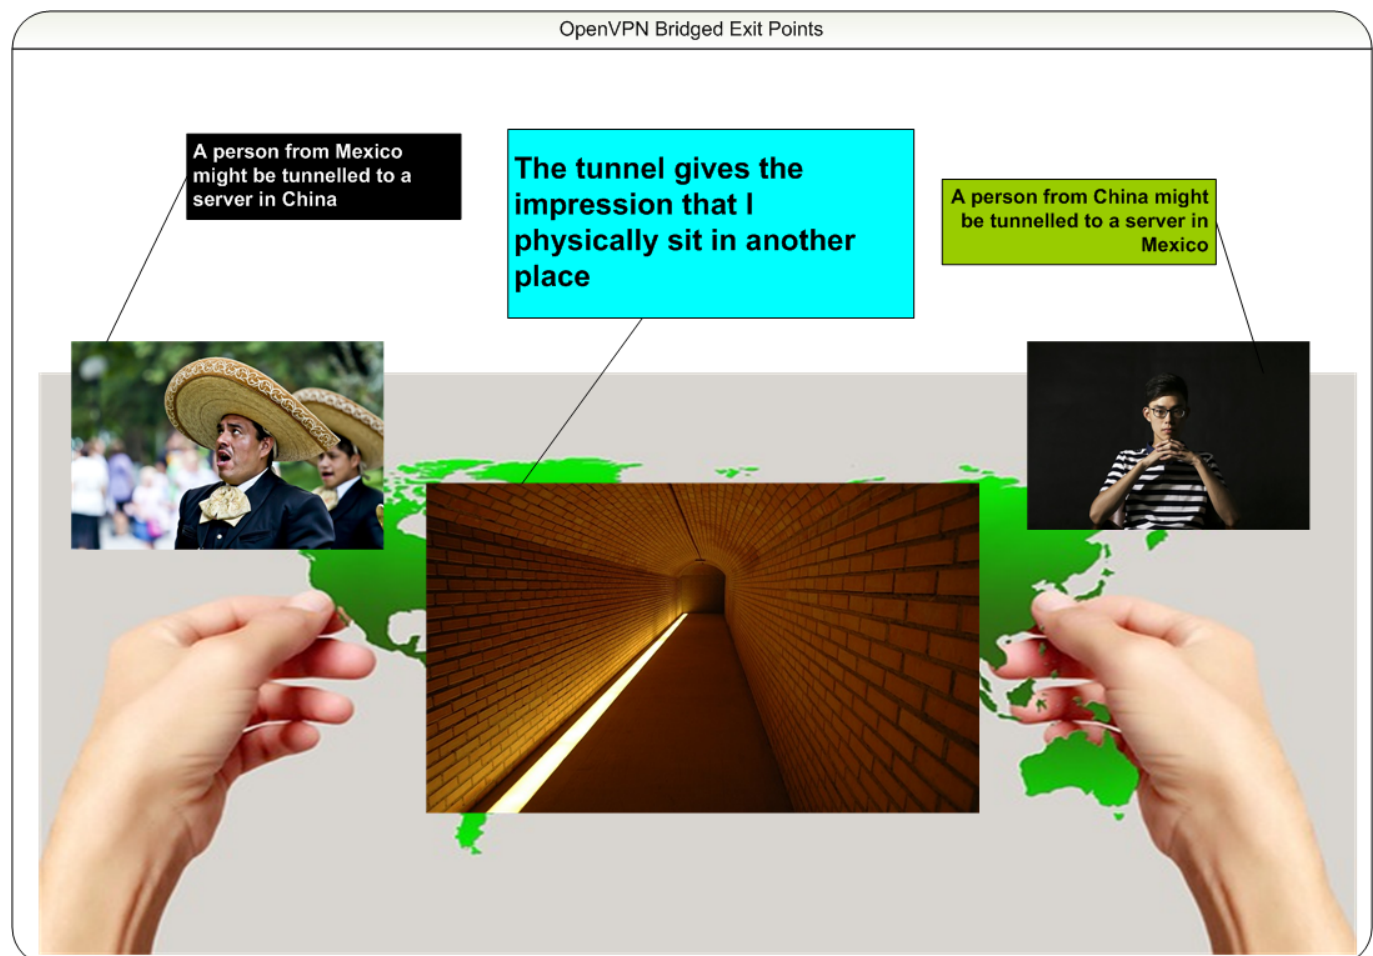 OpenVPN Bridged Exit Points
A person from Mexico
might be tunnelled to a
server in China
The tunnel gives the
impression that I
physically sit in another
place
A person from China might
be tunnelled to a server in
Mexico